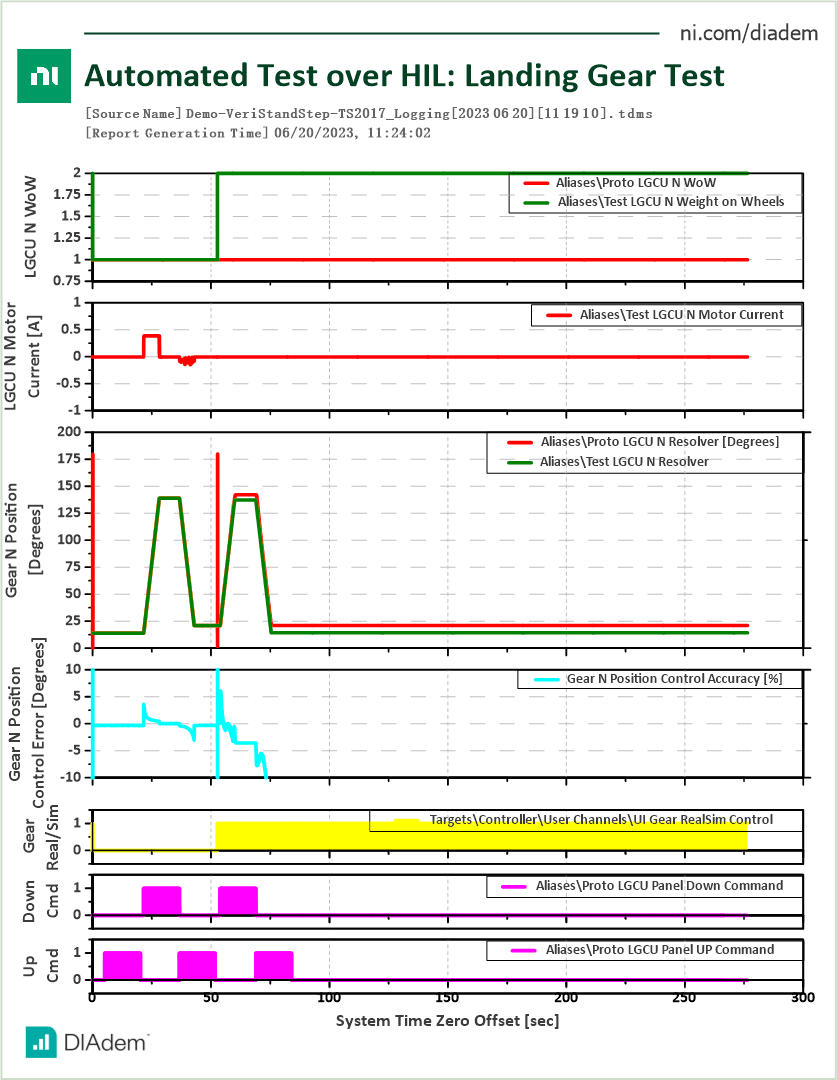 ni.com/diadem
ni
Automated Test over HIL: Landing Gear Test
[Source Name] Demo-VeriStandStep-TS2017_Logging[2023 06 20][11 19 10].tdms
[Report Generation Time] 06/20/2023, 11:24:02
LGCU N WoW
2
1.75
1.5
1.25
1
0.75
Aliases\Proto LGCU N WoW
Aliases\Test LGCU N Weight on Wheels
LGCU N Motor
Current [A]
1
0.5
0
-0.5
-1
Aliases\Test LGCU N Motor Current
Gear N Position
[Degrees]
200
175
150
125
100
75
50
25
0
Aliases\Proto LGCU N Resolver [Degrees]
Aliases\Test LGCU N Resolver
Gear N Position
Control Error [Degrees]
10
5
0
-5
-10
Gear N Position Control Accuracy [%]
Gear
Real/Sim
1
0
Targets\Controller\User Channels\UI Gear RealSim Control
Down
Cmd
1
0
Aliases\Proto LGCU Panel Down Command
Up
Cmd
1
0
Aliases\Proto LGCU Panel UP Command
0 50 100 150 200 250 300
System Time Zero Offset [sec]
DIAdem™